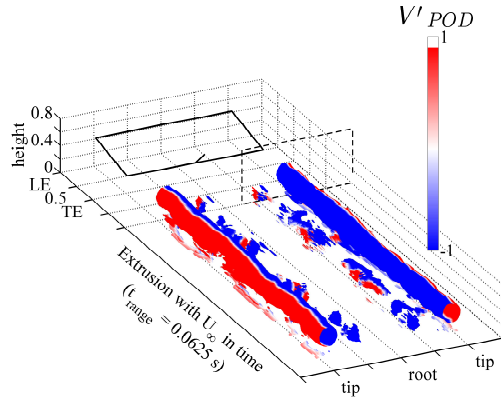 V' POD
1
-1
0.8
0.4
0
height
LE
0.5
TE
Extrusion with U∞ in time
(t range = 0.0625 s)
tip
root
tip